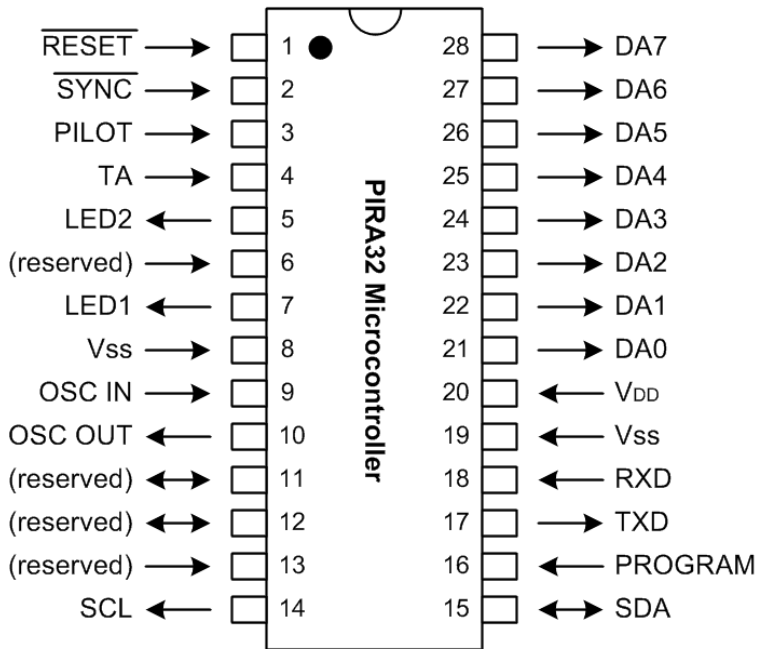 RESET 1 28 DA7
SYNC 2 27 DA6
PILOT 3 26 DA5
TA 4 25 DA4
LED2 5 24 DA3
(reserved) 6 23 DA2
LED1 7 22 DA1
Vss 8 21 DA0
OSC IN 9 20 VDD
OSC OUT 10 19 Vss
(reserved) 11 18 RXD
(reserved) 12 17 TXD
(reserved) 13 16 PROGRAM
SCL 14 15 SDA
PIRA32 Microcontroller